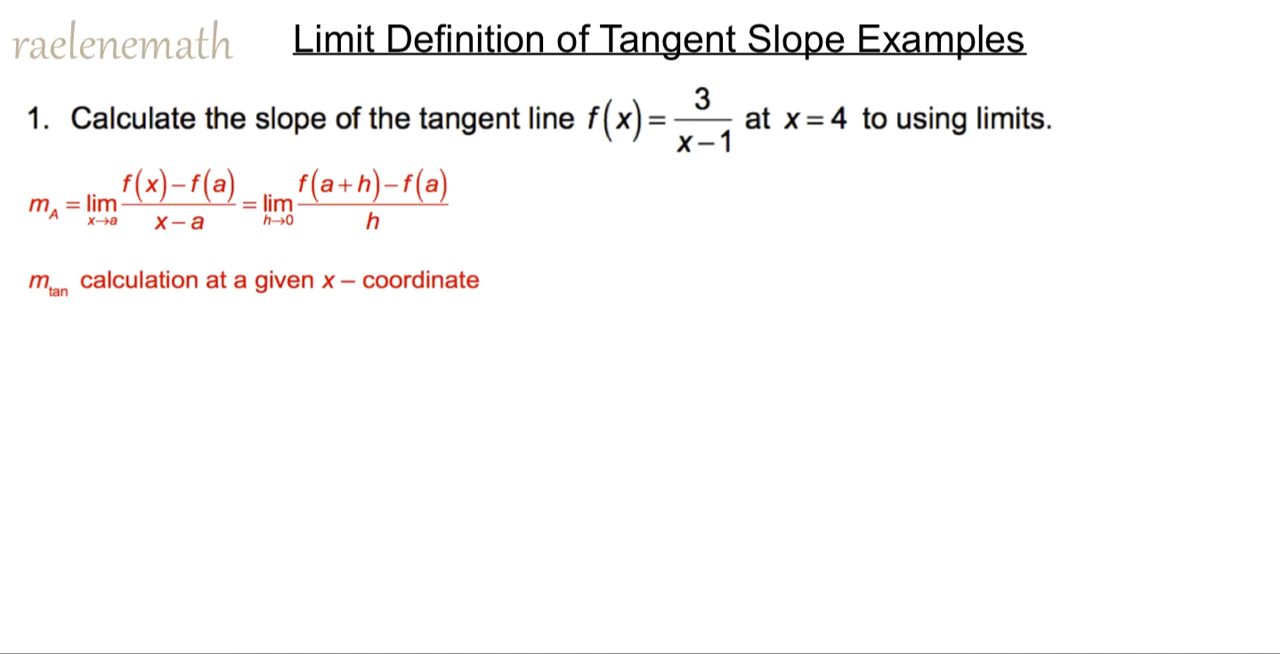 raelenemath Limit Definition of Tangent Slope Examples
1. Calculate the slope of the tangent line f(x) = 3/(x−1) at x = 4 to using limits.
m_A = lim_{x→a} (f(x)−f(a))/(x−a) = lim_{h→0} (f(a+h)−f(a))/h
m_tan calculation at a given x – coordinate